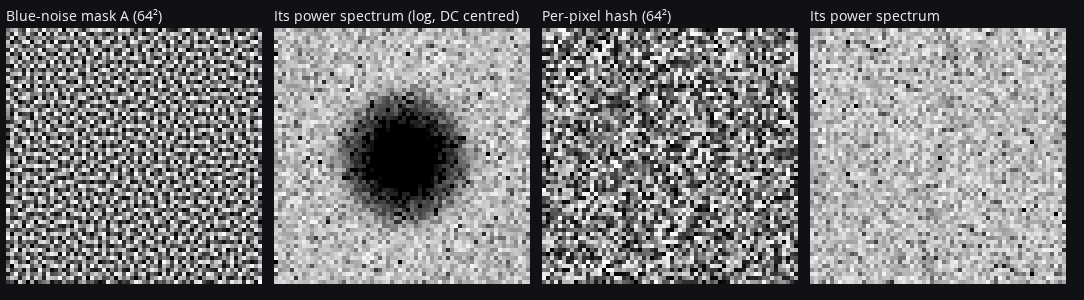 Blue-noise mask A (64²)
Its power spectrum (log, DC centred)
Per-pixel hash (64²)
Its power spectrum